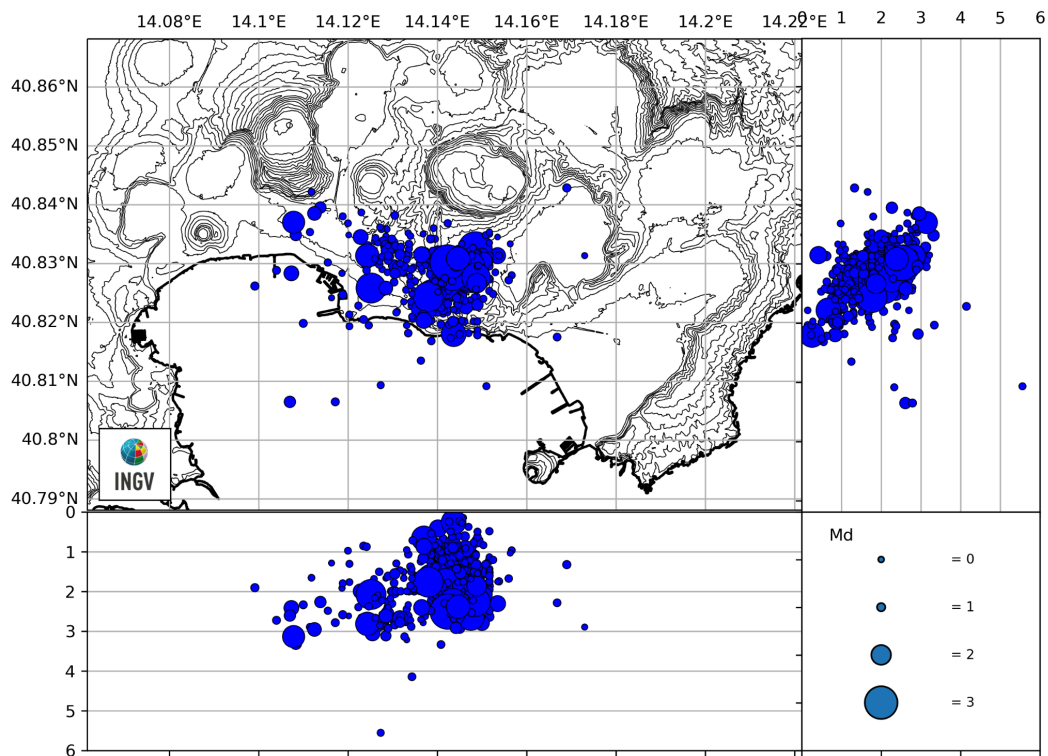 14.08°E 14.1°E 14.12°E 14.14°E 14.16°E 14.18°E 14.2°E 14.22°E 0 1 2 3 4 5 6
40.86°N
40.85°N
40.84°N
40.83°N
40.82°N
40.81°N
40.8°N
40.79°N
INGV
0
1
2
3
4
5
6
Md
= 0
= 1
= 2
= 3